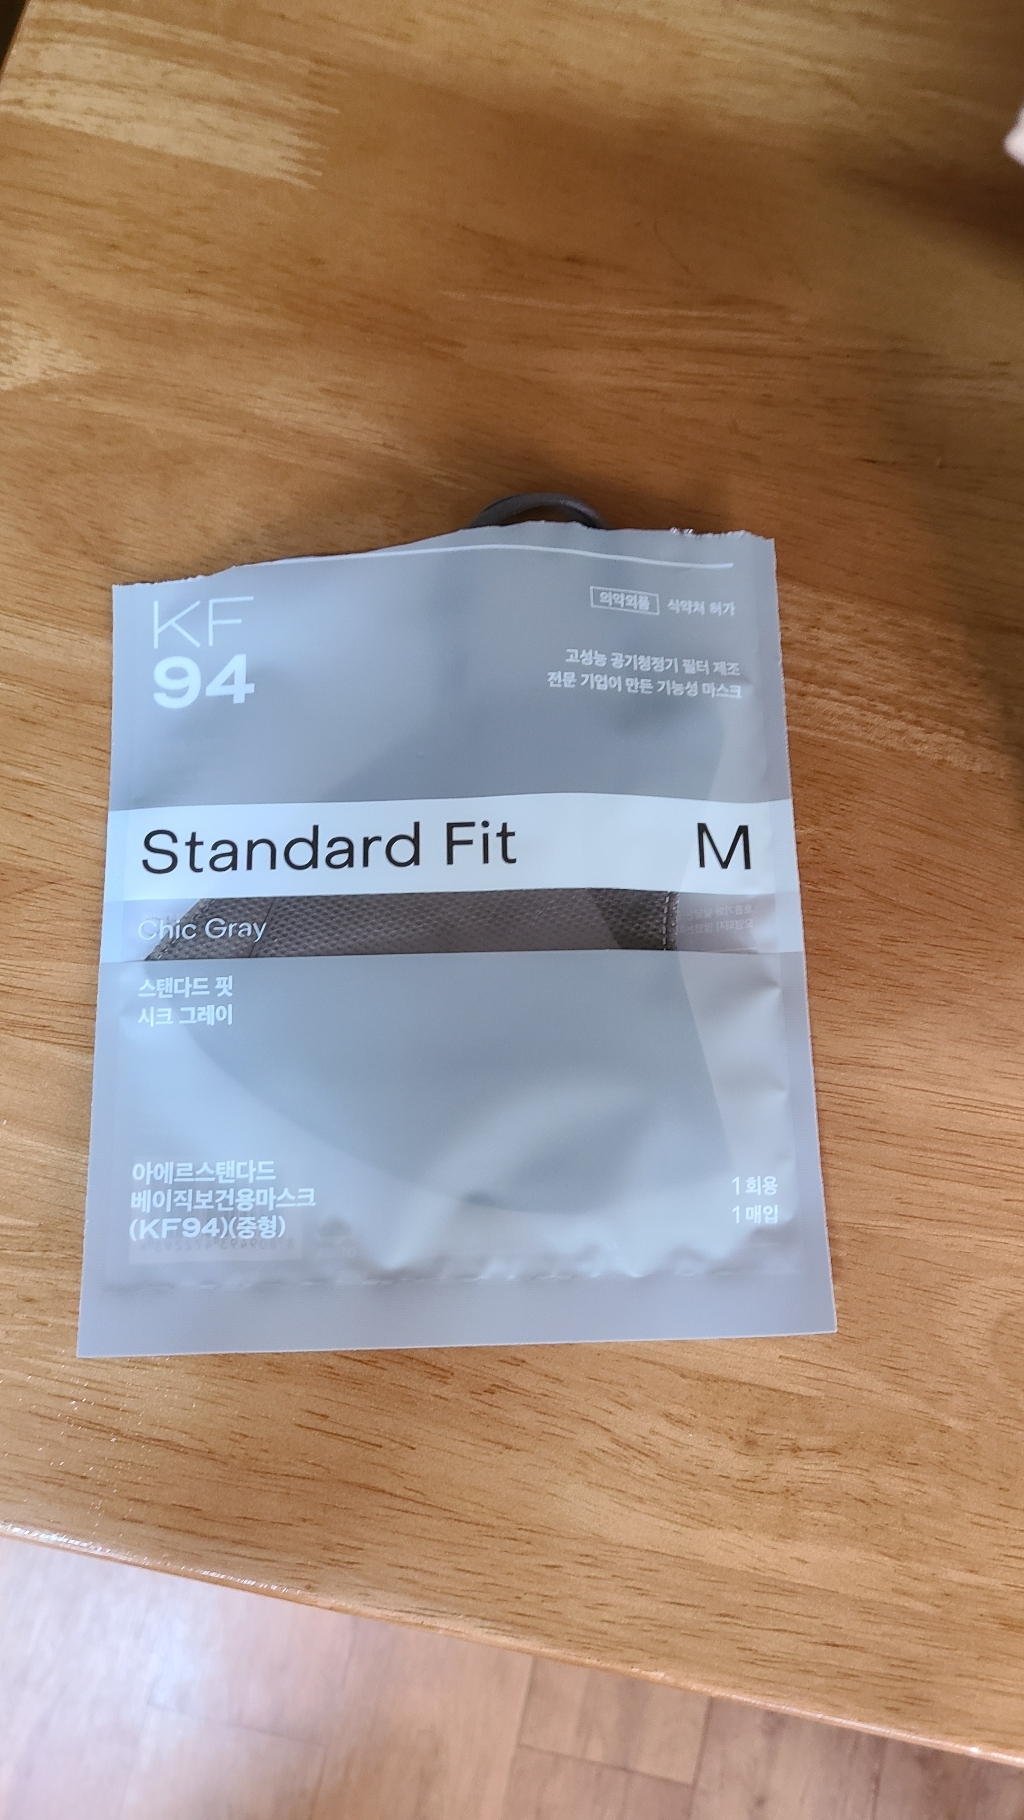 KF
94
의약외품 식약처 허가
고성능 공기청정기 필터 제조
전문 기업이 만든 기능성 마스크
Standard Fit M
Chic Gray
스탠다드 핏
시크 그레이
아에르스탠다드
베이직보건용마스크
(KF94)(중형)
1회용
1매입